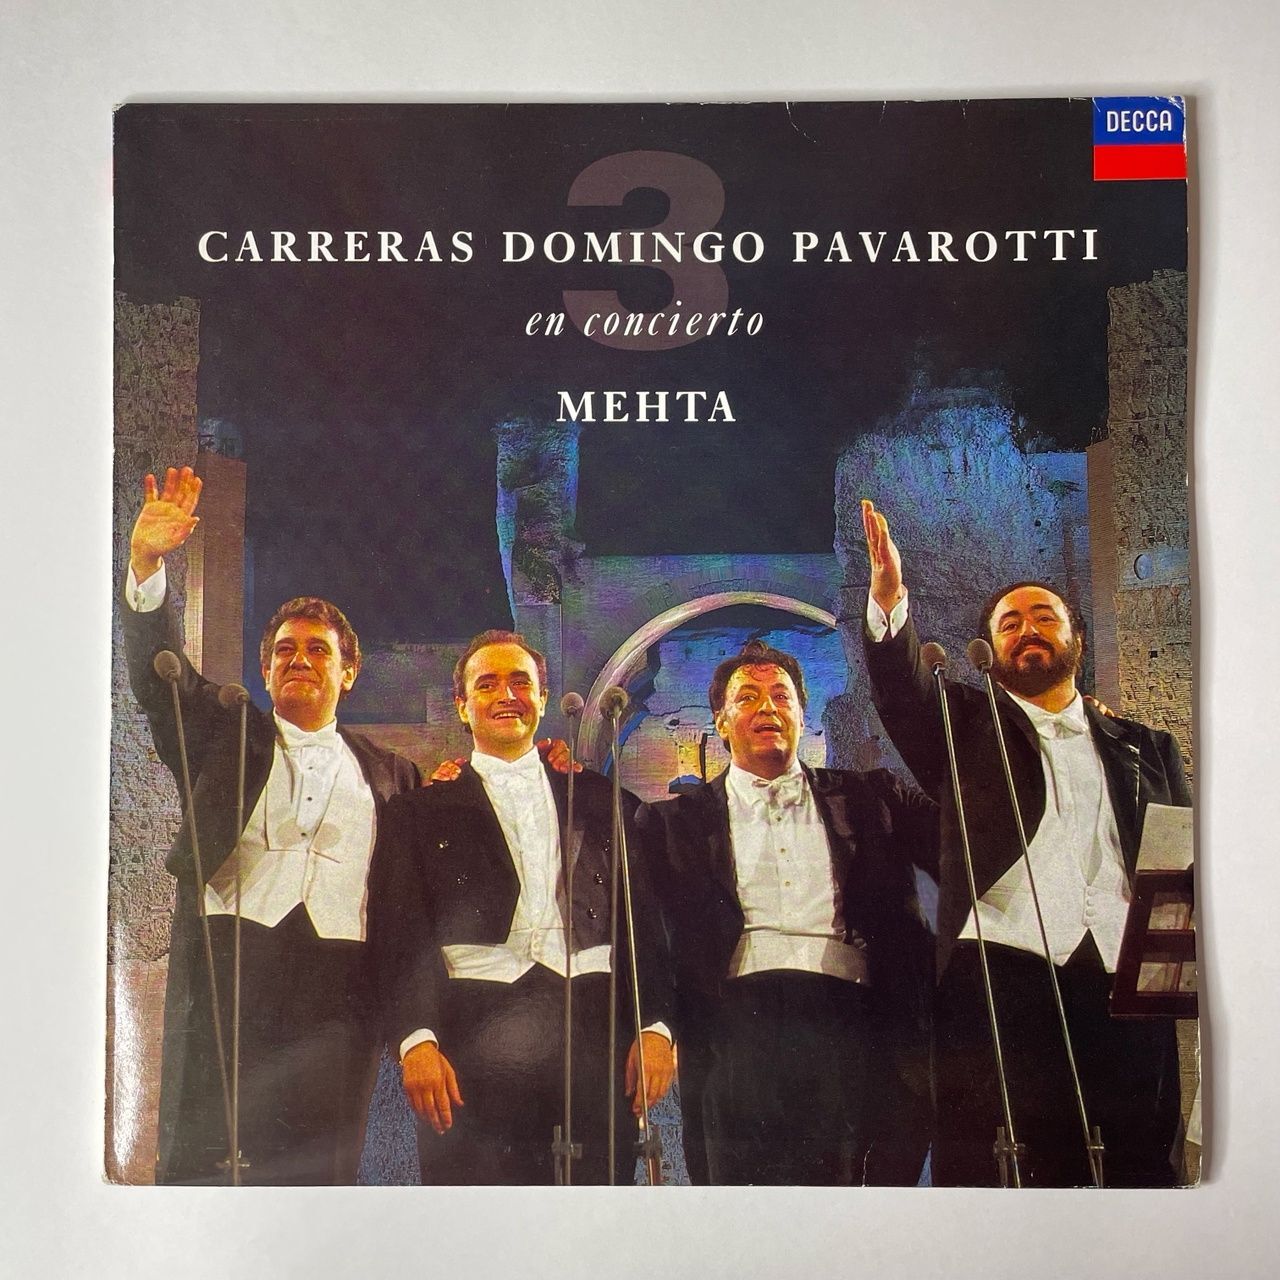 DECCA
3
CARRERAS DOMINGO PAVAROTTI
en concierto
MEHTA